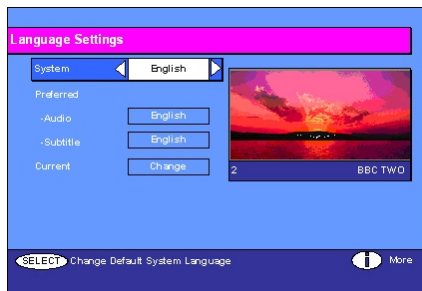 Language Settings
System English
Preferred
-Audio English
-Subtitle English
Current Change
2 BBC TWO
SELECT Change Default System Language
i More